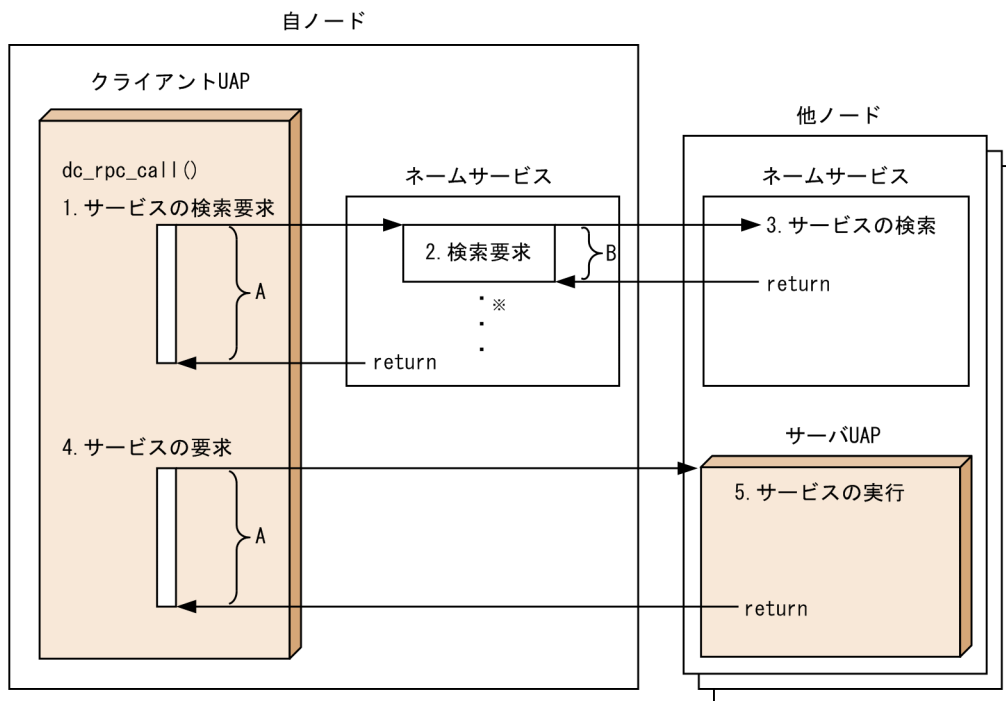 自ノード
クライアントUAP
他ノード
dc_rpc_call()
ネームサービス
ネームサービス
1.サービスの検索要求
3.サービスの検索
2.検索要求
B
A
return
※
return
4.サービスの要求
サーバUAP
5.サービスの実行
A
return